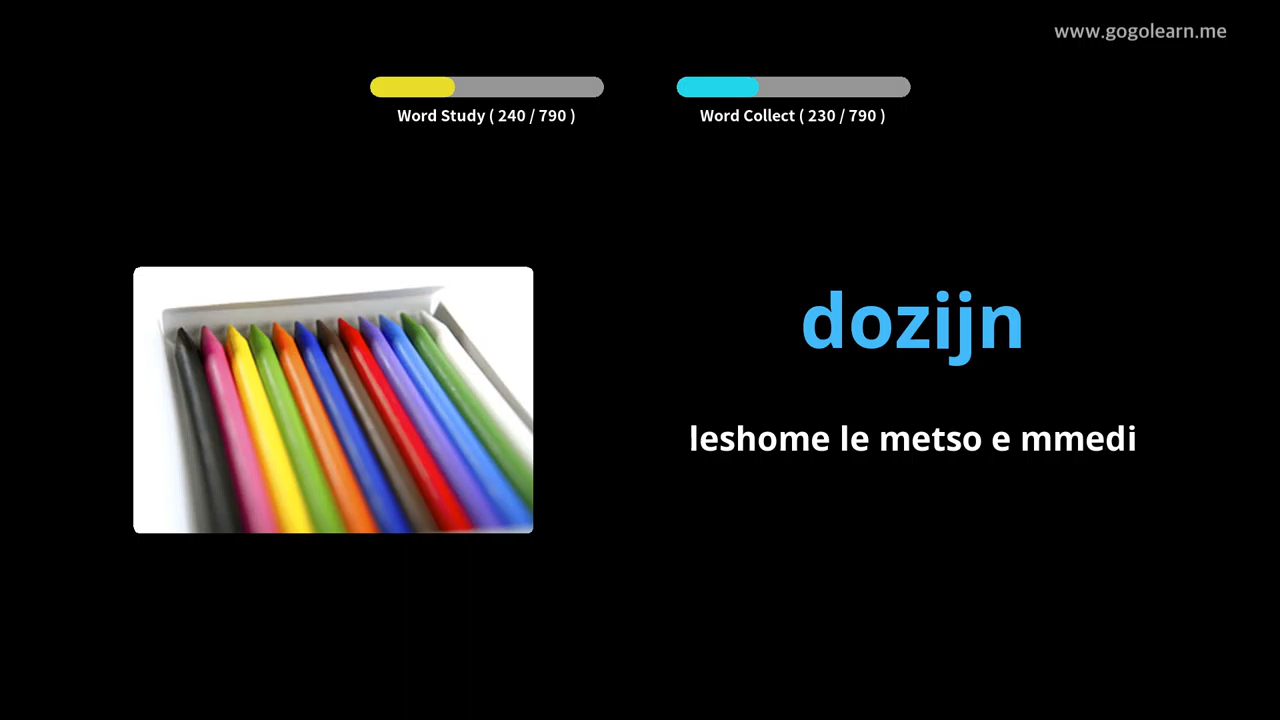 www.gogolearn.me
Word Study ( 240 / 790 )
Word Collect ( 230 / 790 )
dozijn
leshome le metso e mmedi